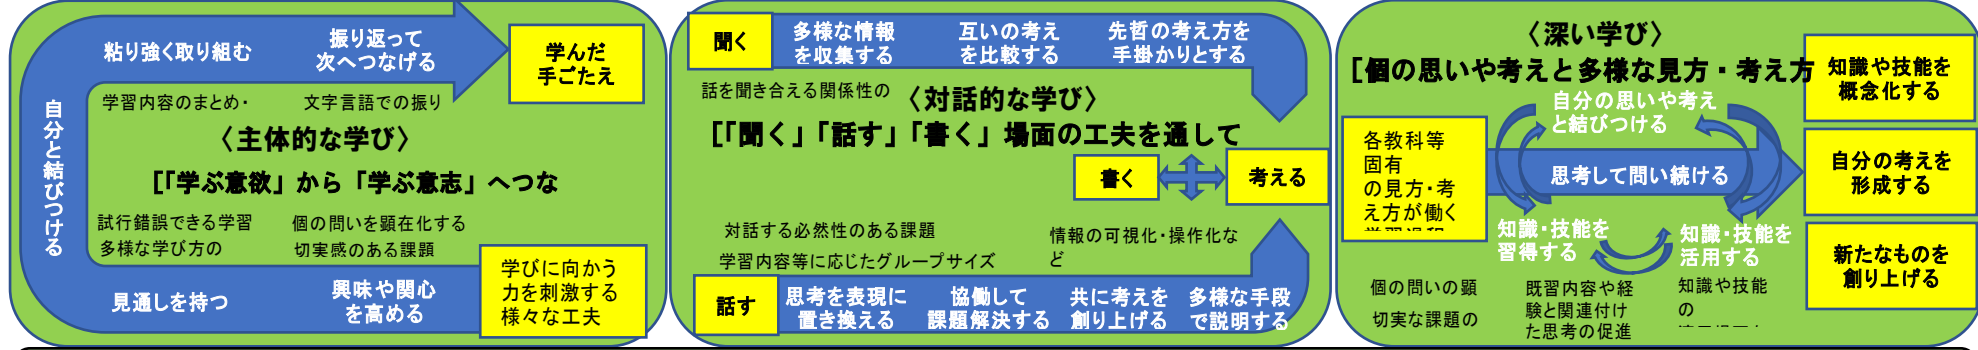 粘り強く取り組む
振り返って
次へつなげる
学んだ
手ごたえ
学習内容のまとめ・
文字言語での振り
自分と結びつける
〈主体的な学び〉
［「学ぶ意欲」から「学ぶ意志」へつな
試行錯誤できる学習
多様な学び方の
個の問いを顕在化する
切実感のある課題
見通しを持つ
興味や関心
を高める
学びに向かう
力を刺激する
様々な工夫
聞く
多様な情報
を収集する
互いの考え
を比較する
先哲の考え方を
手掛かりとする
話を聞き合える関係性の
〈対話的な学び〉
［「聞く」「話す」「書く」場面の工夫を通して
書く
考える
対話する必然性のある課題
学習内容等に応じたグループサイズ
情報の可視化・操作化な
ど
話す
思考を表現に
置き換える
協働して
課題解決する
共に考えを
創り上げる
多様な手段
で説明する
〈深い学び〉
［個の思いや考えと多様な見方・考え方
知識や技能を
概念化する
自分の思いや考え
と結びつける
各教科等
固有
の見方・考
え方が働く
思考して問い続ける
自分の考えを
形成する
知識・技能を
習得する
知識・技能を
活用する
新たなものを
創り上げる
個の問いの顕
切実な課題の
既習内容や経
験と関連付け
た思考の促進
知識や技能
の